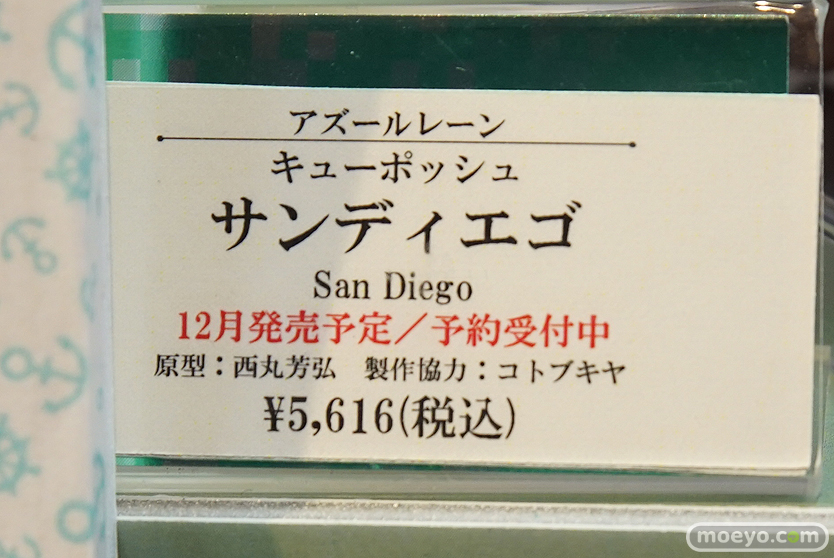 アズールレーン
キューポッシュ
サンディエゴ
San Diego
12月発売予定／予約受付中
原型：西丸芳弘　製作協力：コトブキヤ
¥5,616(税込)
moeyo.com